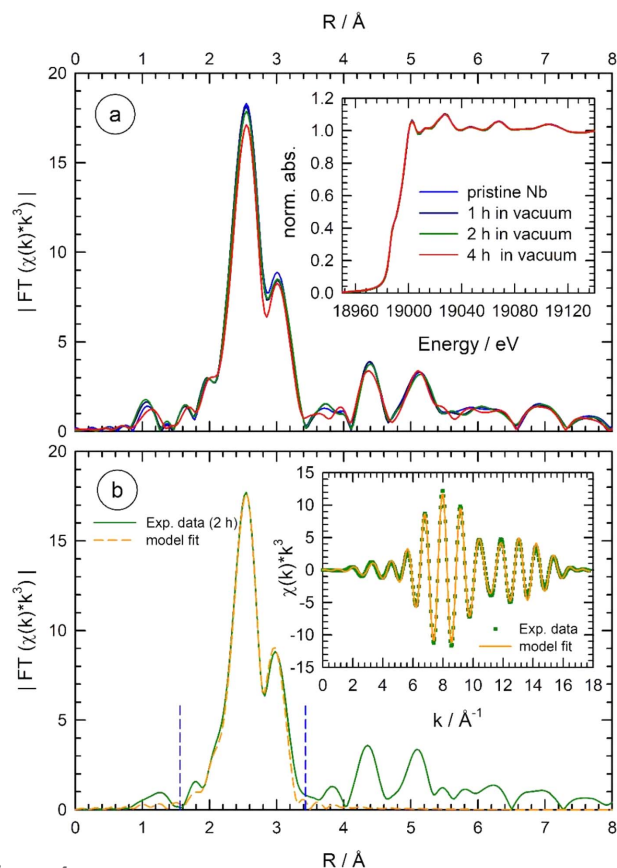 R / Å
0 1 2 3 4 5 6 7 8
20
15
10
5
0
| FT (χ(k)*k³) |
a
1.2
1.0
0.8
0.6
0.4
0.2
0.0
norm. abs.
pristine Nb
1 h in vacuum
2 h in vacuum
4 h in vacuum
18960 19000 19040 19080 19120
Energy / eV
20
15
10
5
0
| FT (χ(k)*k³) |
b
Exp. data (2 h)
model fit
15
10
5
0
-5
-10
-15
χ(k)*k³
Exp. data
model fit
0 2 4 6 8 10 12 14 16 18
k / Å⁻¹
0 1 2 3 4 5 6 7 8
R / Å